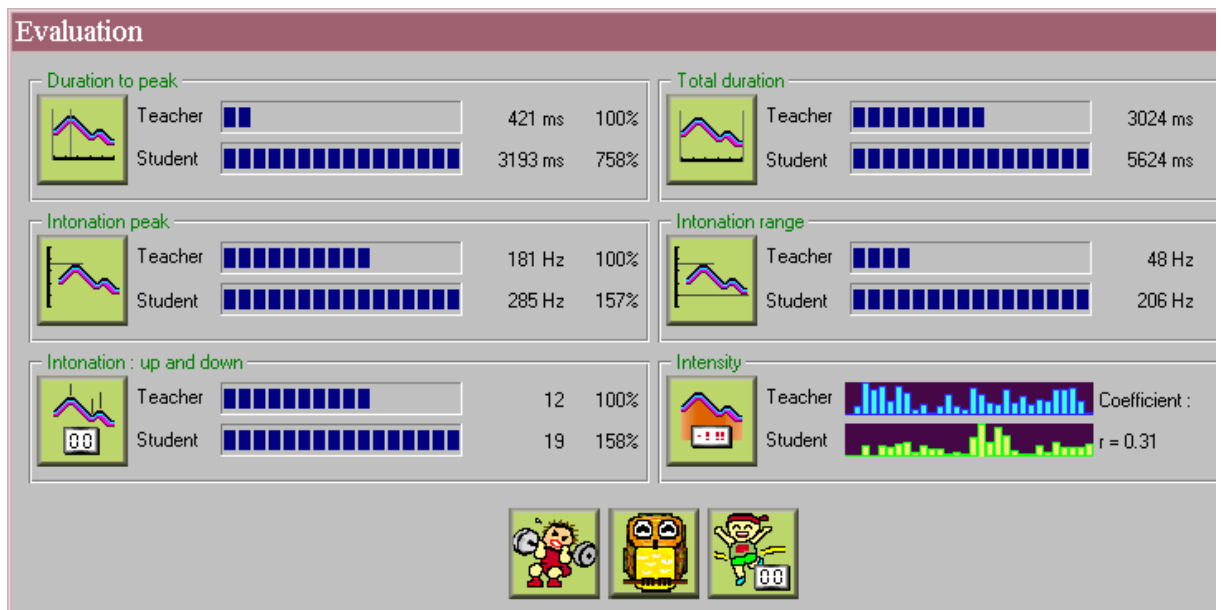 Evaluation
Duration to peak
Teacher 421 ms 100%
Student 3193 ms 758%
Total duration
Teacher 3024 ms
Student 5624 ms
Intonation peak
Teacher 181 Hz 100%
Student 285 Hz 157%
Intonation range
Teacher 48 Hz
Student 206 Hz
Intonation : up and down
Teacher 12 100%
Student 19 158%
00
Intensity
Teacher Coefficient :
Student r = 0.31
-!!!
00